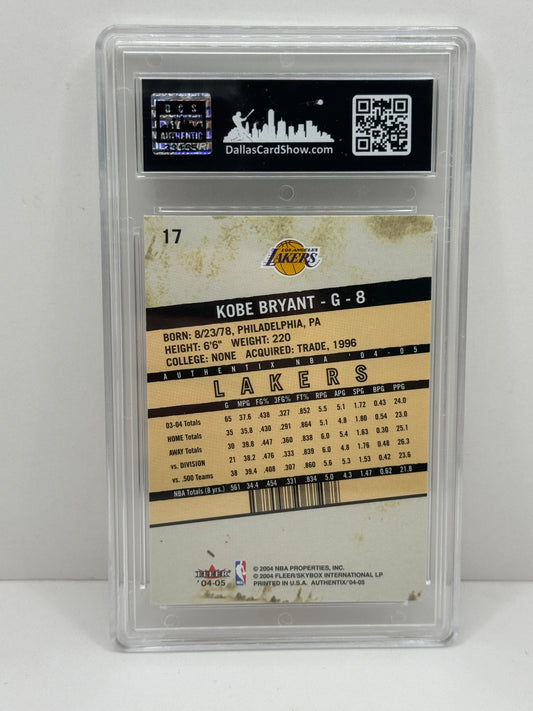 DCS
AUTHENTIC
DallasCardShow.com
17
LOS ANGELES
LAKERS
KOBE BRYANT - G - 8
BORN: 8/23/78, PHILADELPHIA, PA
HEIGHT: 6'6" WEIGHT: 220
COLLEGE: NONE ACQUIRED: TRADE, 1996
AUTHENTIX NBA '04-05
LAKERS
G MPG FG% 3FG% FT% RPG APG SPG BPG PPG
03-04 Totals 65 37.6 .438 .327 .852 5.5 5.1 1.72 0.43 24.0
HOME Totals 35 35.8 .430 .291 .864 5.1 4.8 1.80 0.54 23.0
AWAY Totals 30 39.8 .447 .360 .838 6.0 5.4 1.63 0.30 25.1
vs. DIVISION 21 38.2 .476 .333 .839 6.0 4.8 1.76 0.48 26.3
vs. .500 Teams 38 39.4 .408 .307 .860 5.6 5.3 1.53 0.42 23.6
NBA Totals (8 yrs.) 561 34.4 .454 .331 .834 5.0 4.3 1.47 0.62 21.8
FLEER
'04-05
NBA
© 2004 NBA PROPERTIES, INC.
© 2004 FLEER/SKYBOX INTERNATIONAL LP
PRINTED IN U.S.A. AUTHENTIX/'04-05